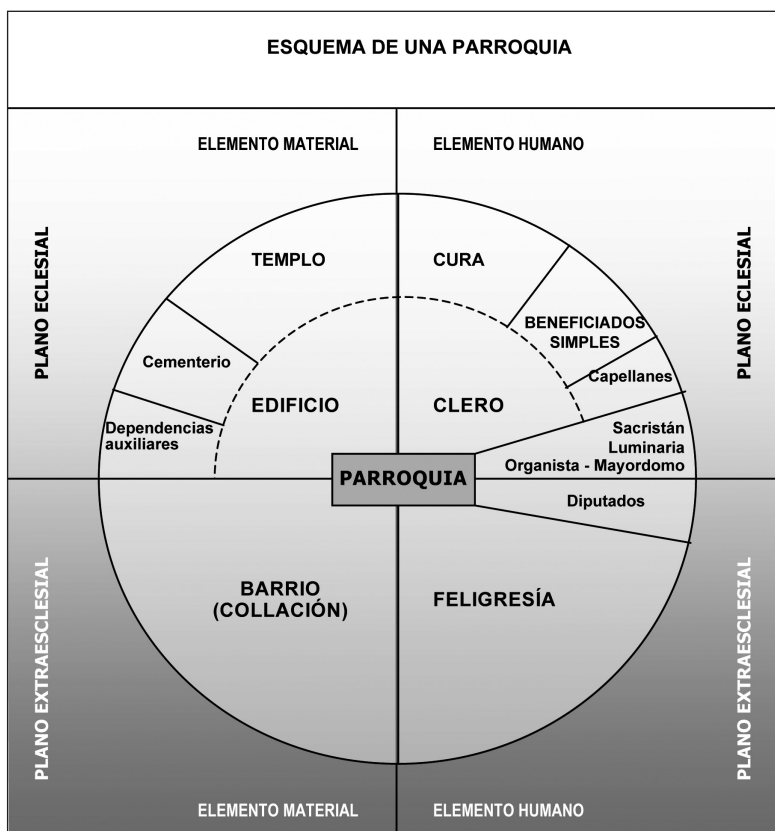 ESQUEMA DE UNA PARROQUIA
ELEMENTO MATERIAL
ELEMENTO HUMANO
PLANO ECLESIAL
PLANO ECLESIAL
TEMPLO
CURA
BENEFICIADOS
SIMPLES
Cementerio
Capellanes
EDIFICIO
CLERO
Dependencias
auxiliares
Sacristán
Luminaria
Organista - Mayordomo
PARROQUIA
Diputados
BARRIO
(COLLACIÓN)
FELIGRESÍA
PLANO EXTRAESCLESIAL
PLANO EXTRAESCLESIAL
ELEMENTO MATERIAL
ELEMENTO HUMANO